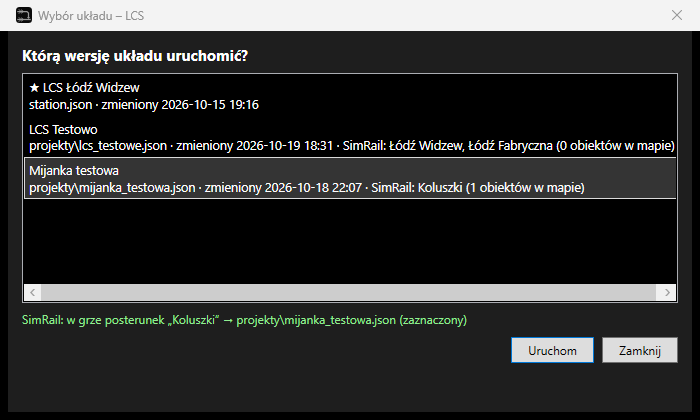 Wybór układu – LCS
Którą wersję układu uruchomić?
★ LCS Łódź Widzew
station.json · zmieniony 2026-10-15 19:16
LCS Testowo
projekty\lcs_testowe.json · zmieniony 2026-10-19 18:31 · SimRail: Łódź Widzew, Łódź Fabryczna (0 obiektów w mapie)
Mijanka testowa
projekty\mijanka_testowa.json · zmieniony 2026-10-18 22:07 · SimRail: Koluszki (1 obiektów w mapie)
SimRail: w grze posterunek „Koluszki” → projekty\mijanka_testowa.json (zaznaczony)
Uruchom
Zamknij